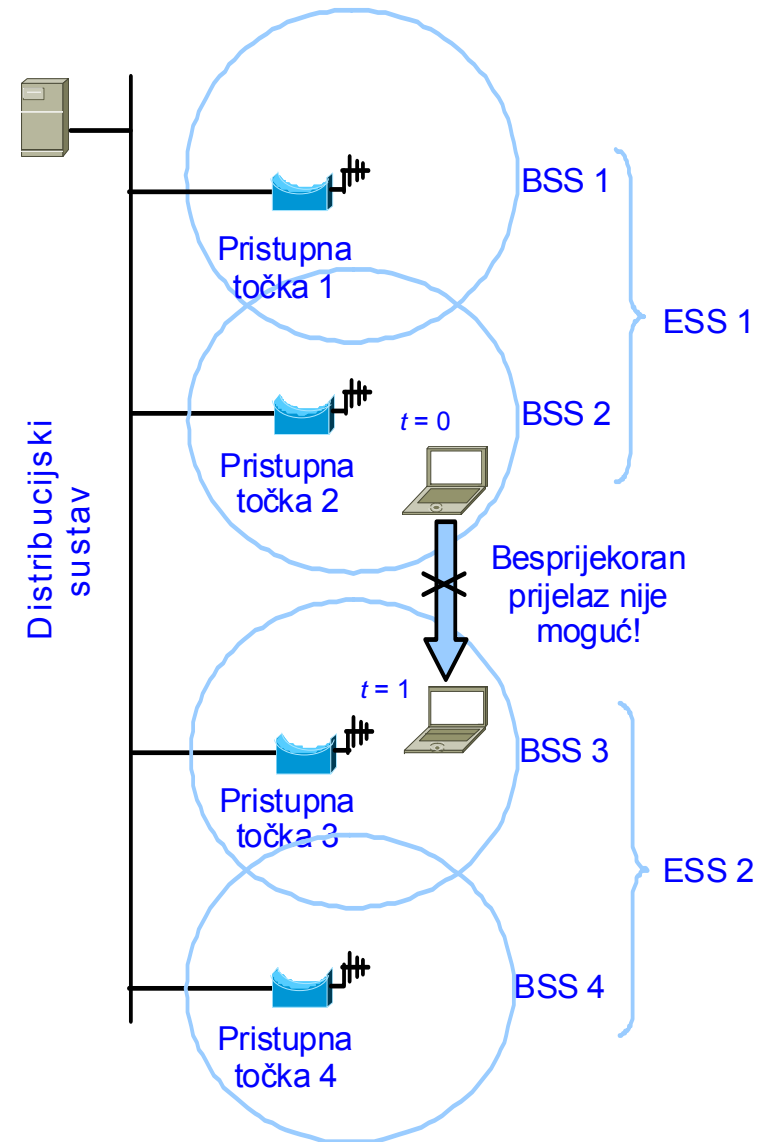 BSS 1
Pristupna
točka 1
ESS 1
BSS 2
t = 0
Pristupna
točka 2
Distribucijski
sustav
Besprijekoran
prijelaz nije
moguć!
t = 1
BSS 3
Pristupna
točka 3
ESS 2
BSS 4
Pristupna
točka 4